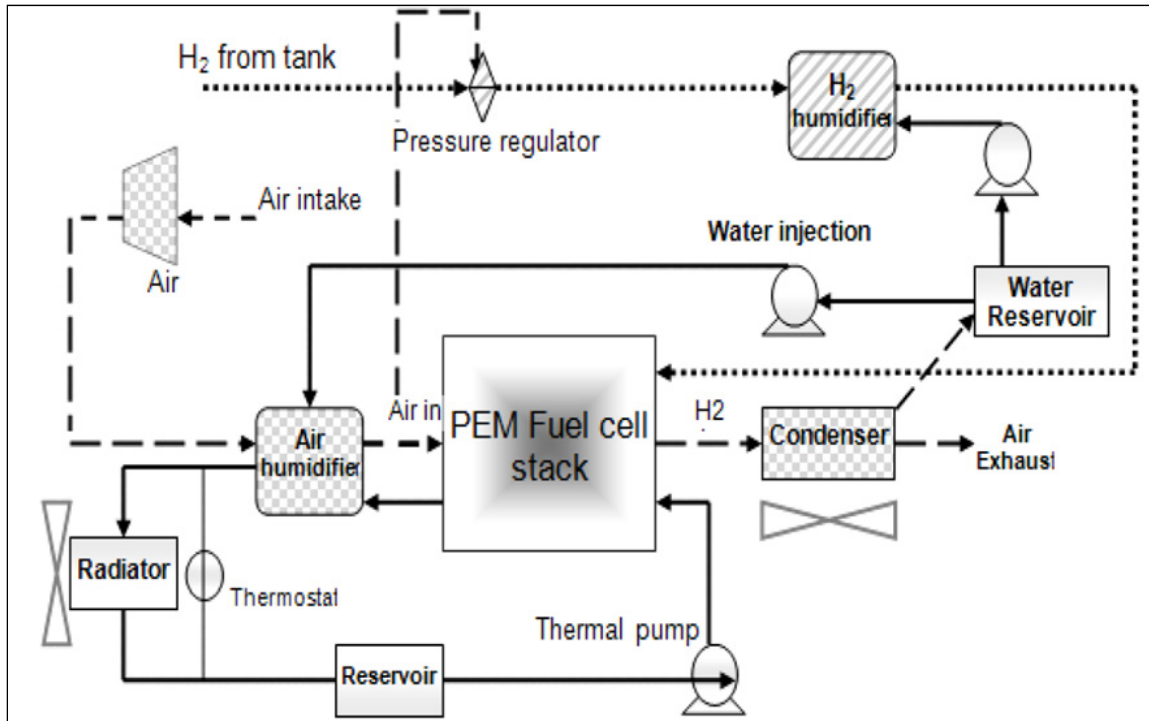 H₂ from tank
Pressure regulator
H₂
humidifier
Air intake
Air
Water injection
Water
Reservoir
Air in
PEM Fuel cell
stack
H2
Condenser
Air
Exhaust
Air
humidifier
Radiator
Thermostat
Thermal pump
Reservoir